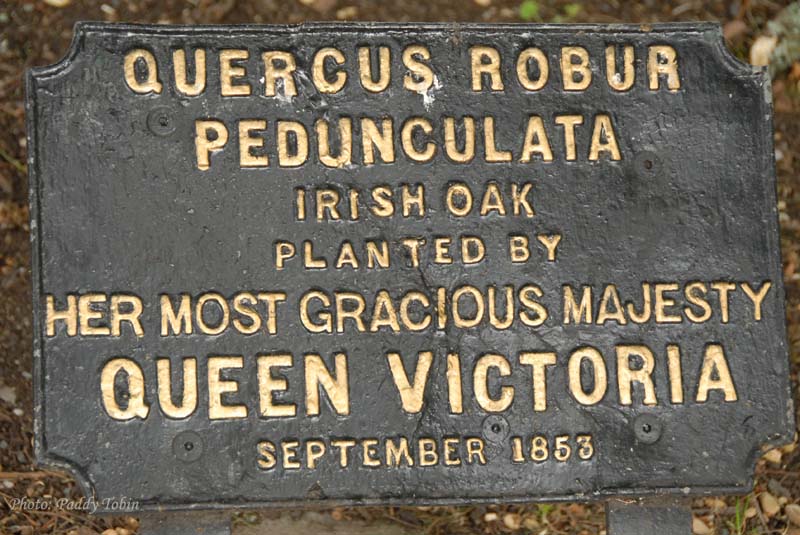 QUERCUS ROBUR
PEDUNCULATA
IRISH OAK
PLANTED BY
HER MOST GRACIOUS MAJESTY
QUEEN VICTORIA
SEPTEMBER 1853
Photo: Paddy Tobin